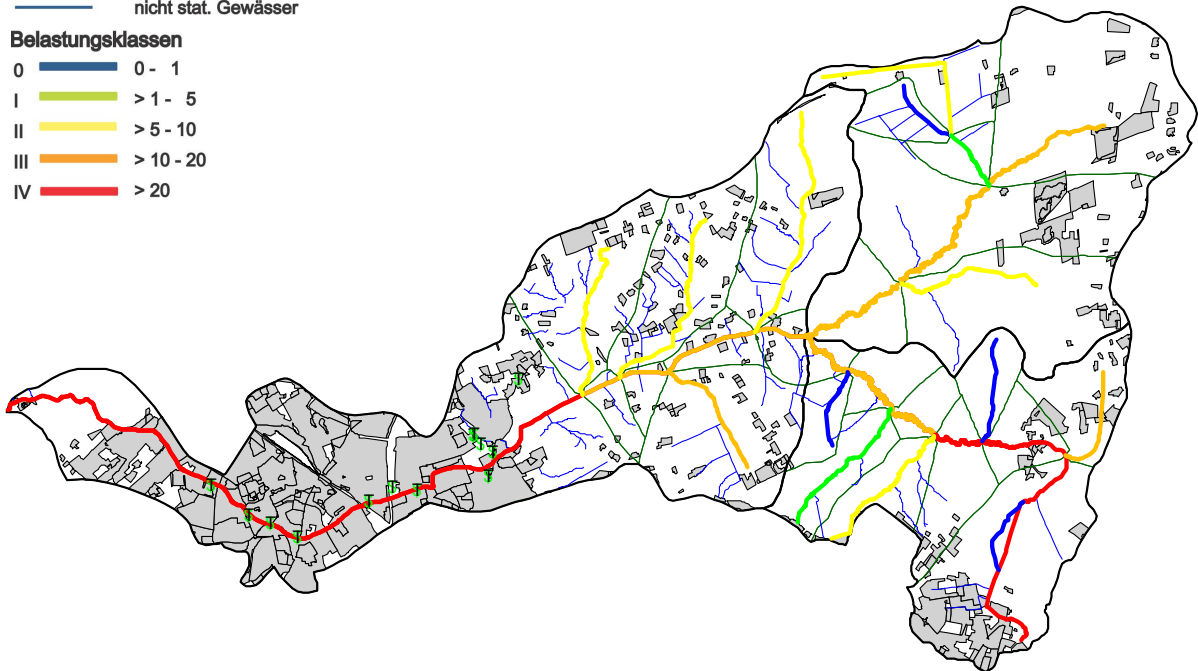 nicht stat. Gewässer
Belastungsklassen
0 0 - 1
I > 1 - 5
II > 5 - 10
III > 10 - 20
IV > 20